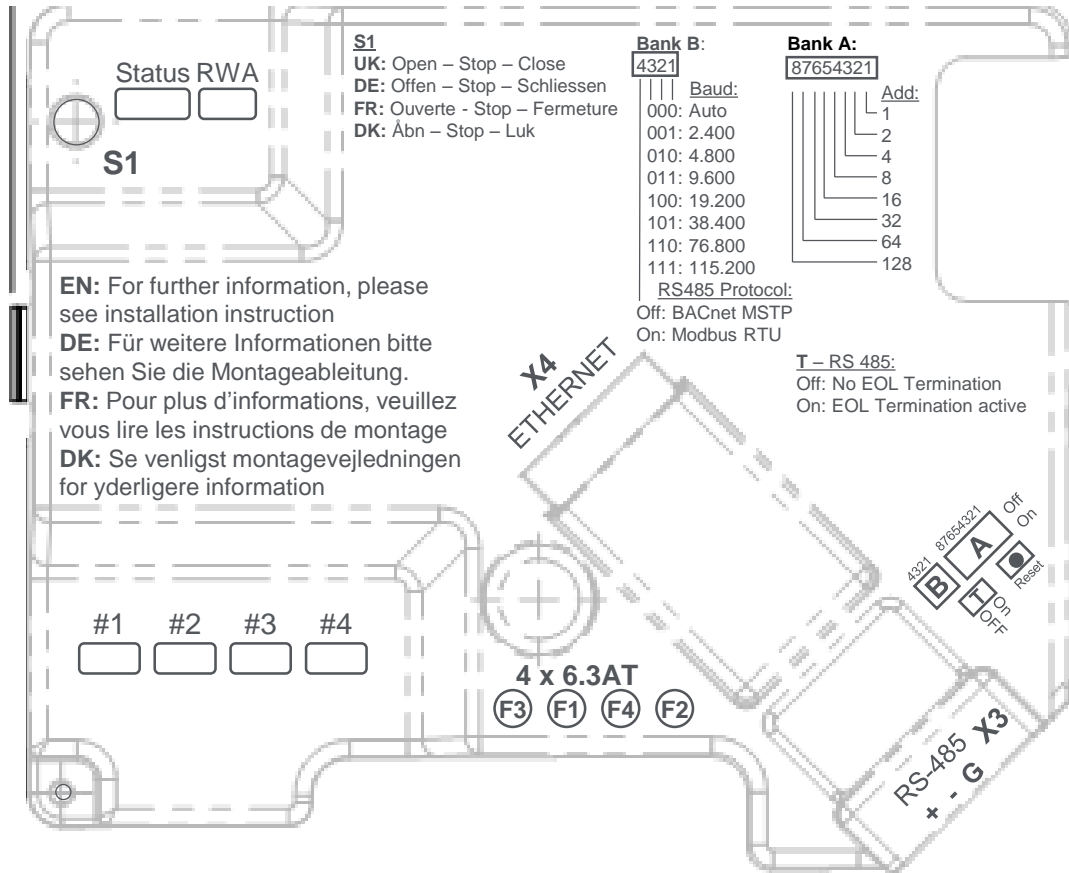 Status RWA
S1
S1
UK: Open – Stop – Close
DE: Offen – Stop – Schliessen
FR: Ouverte - Stop – Fermeture
DK: Åbn – Stop – Luk
Bank B:
4321
Baud:
000: Auto
001: 2.400
010: 4.800
011: 9.600
100: 19.200
101: 38.400
110: 76.800
111: 115.200
RS485 Protocol:
Off: BACnet MSTP
On: Modbus RTU
Bank A:
87654321
Add:
1
2
4
8
16
32
64
128
T – RS 485:
Off: No EOL Termination
On: EOL Termination active
EN: For further information, please
see installation instruction
DE: Für weitere Informationen bitte
sehen Sie die Montageableitung.
FR: Pour plus d’informations, veuillez
vous lire les instructions de montage
DK: Se venligst montagevejledningen
for yderligere information
X4
ETHERNET
4321 87654321 Off
On
B A
T
On
OFF
Reset
#1 #2 #3 #4
4 x 6.3AT
F3 F1 F4 F2
RS-485 X3
+ - G